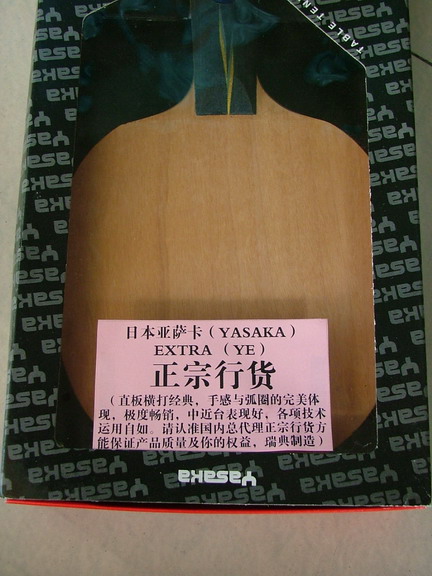 TABLE TEN
日本亚萨卡（YASAKA）
EXTRA （YE）
正宗行货
（直板横打经典，手感与弧圈的完美体
现，极度畅销，中近台表现好，各项技术
运用自如。请认准国内总代理正宗行货方
能保证产品质量及你的权益，瑞典制造）
Yasaka